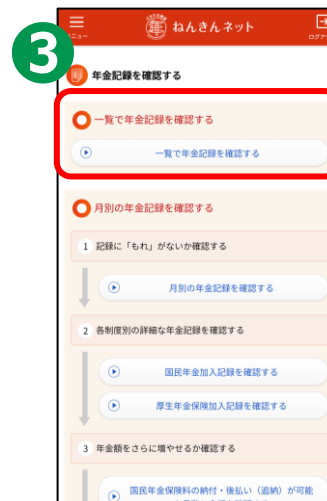 3
メニュー
ねんきんネット
年金記録を確認する
一覧で年金記録を確認する
一覧で年金記録を確認する
月別の年金記録を確認する
1 記録に「もれ」がないか確認する
月別の年金記録を確認する
2 各制度別の詳細な年金記録を確認する
国民年金加入記録を確認する
厚生年金保険加入記録を確認する
3 年金額をさらに増やせるか確認する
国民年金保険料の納付・後払い（追納）が可能